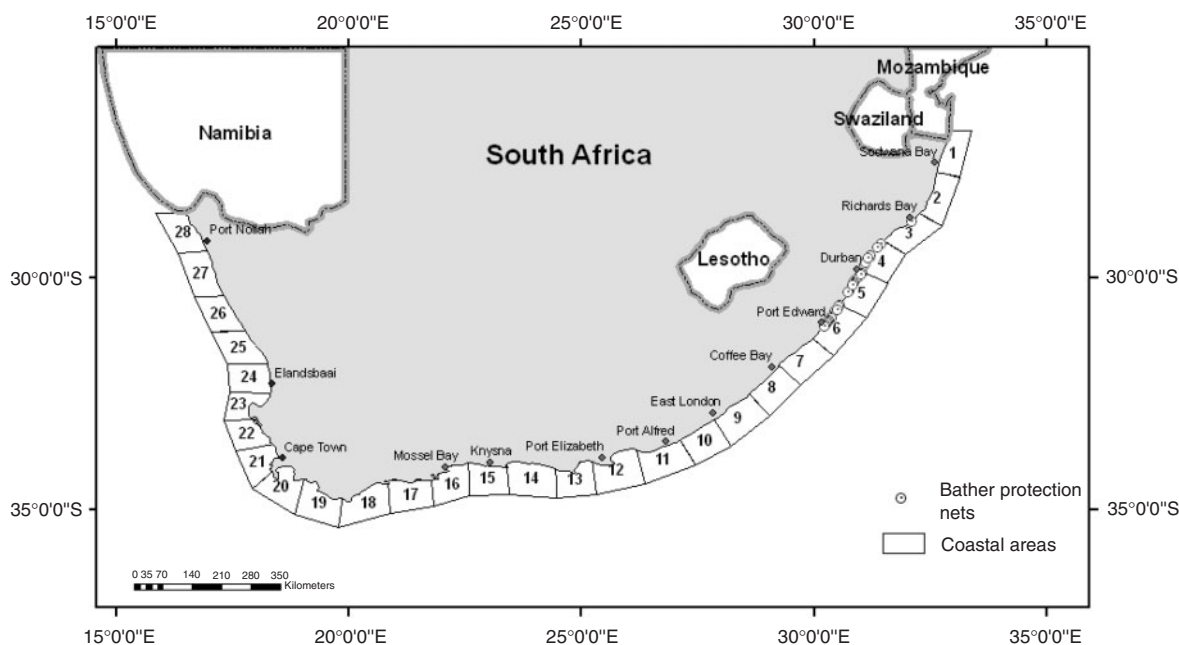 15°0'0"E 20°0'0"E 25°0'0"E 30°0'0"E 35°0'0"E
Mozambique
Swaziland
Namibia
South Africa
Sodwana Bay
1
2
Richards Bay
3
28 Port Nolloth
Lesotho
Durban
4
30°0'0"S
30°0'0"S
27
5
26
Port Edward
6
25
Coffee Bay
7
24
Elandsbaai
8
23
East London
9
22
Port Alfred
10
Cape Town
Port Elizabeth
Mossel Bay Knysna
21
11
20
12
13
14
15
16
17
18
19
35°0'0"S
35°0'0"S
Bather protection
nets
Coastal areas
0 35 70 140 210 280 350
Kilometers
15°0'0"E 20°0'0"E 25°0'0"E 30°0'0"E 35°0'0"E